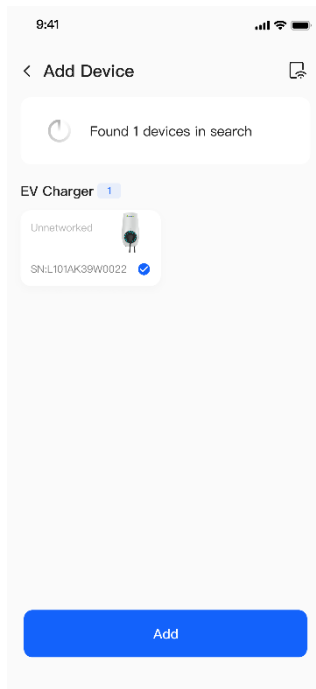 9:41
Add Device
Found 1 devices in search
EV Charger 1
Unnetworked
SN:L101AK39W0022
Add